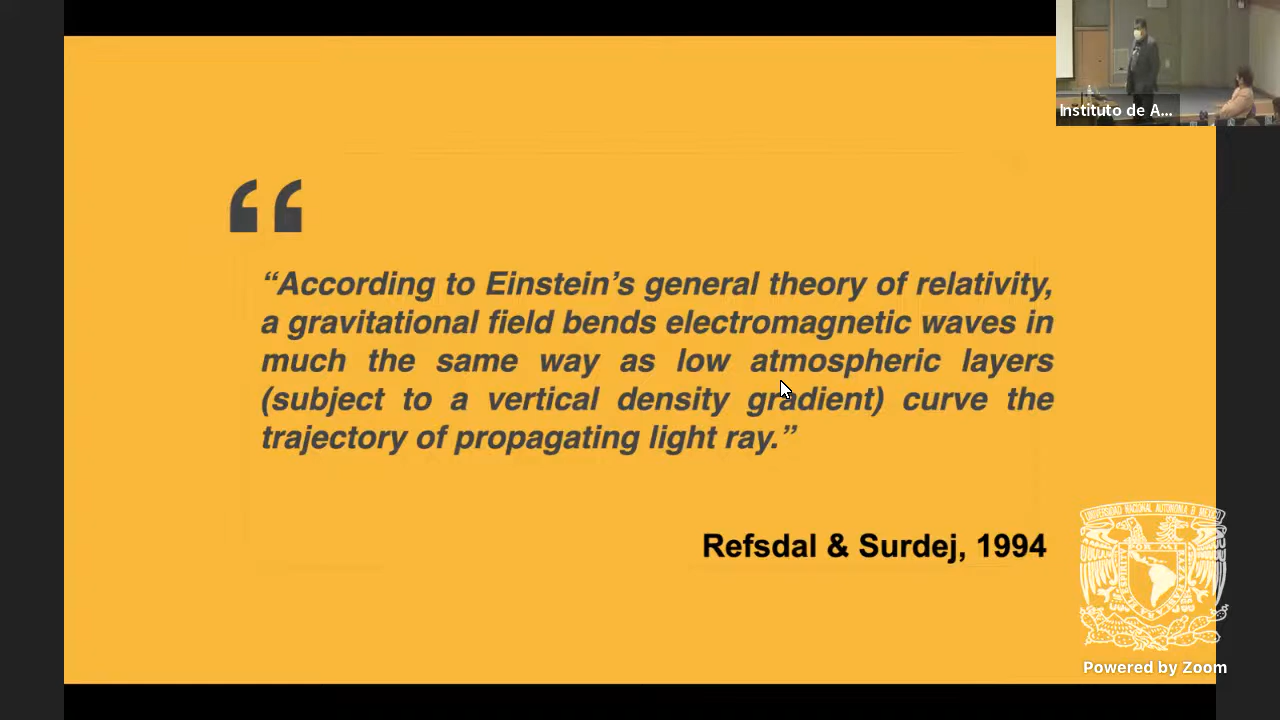 Instituto de A...
“According to Einstein’s general theory of relativity,
a gravitational field bends electromagnetic waves in
much the same way as low atmospheric layers
(subject to a vertical density gradient) curve the
trajectory of propagating light ray.”
Refsdal & Surdej, 1994
Powered by Zoom